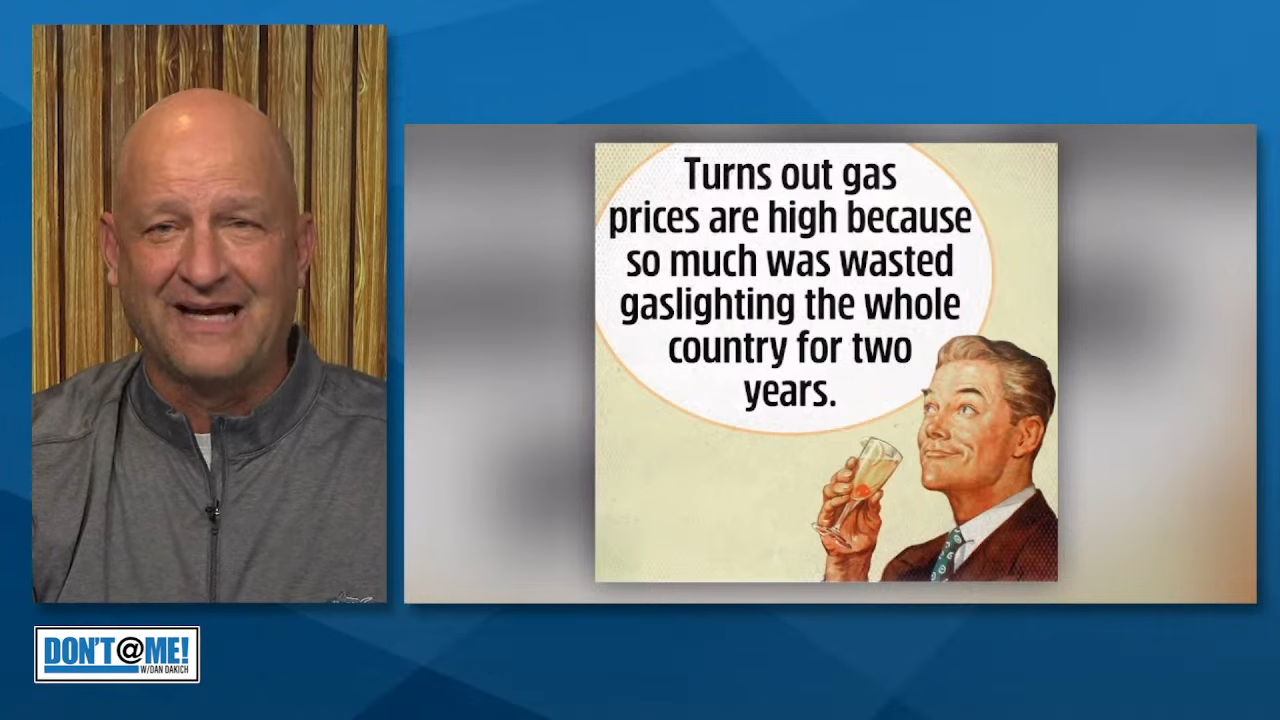 Turns out gas
prices are high because
so much was wasted
gaslighting the whole
country for two
years.
DON'T @ME!
W/DAN DAKICH